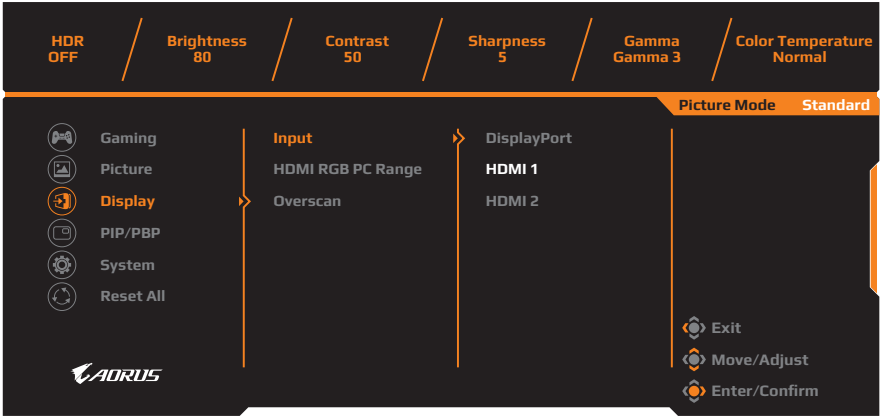 HDR Brightness Contrast Sharpness Gamma Color Temperature
OFF 80 50 5 Gamma 3 Normal
Picture Mode Standard
Gaming Input DisplayPort
Picture HDMI RGB PC Range HDMI 1
Display Overscan HDMI 2
PIP/PBP
System
Reset All
Exit
Move/Adjust
AORUS
Enter/Confirm